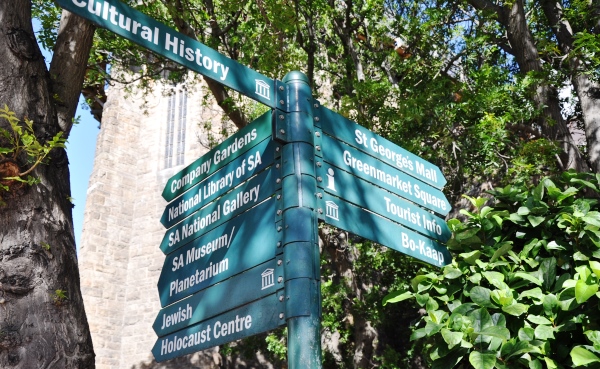 Cultural History
Company Gardens
National Library of SA
SA National Gallery
SA Museum/
Planetarium
Jewish
Holocaust Centre
St George's Mall
Greenmarket Square
i Tourist Info
Bo-Kaap